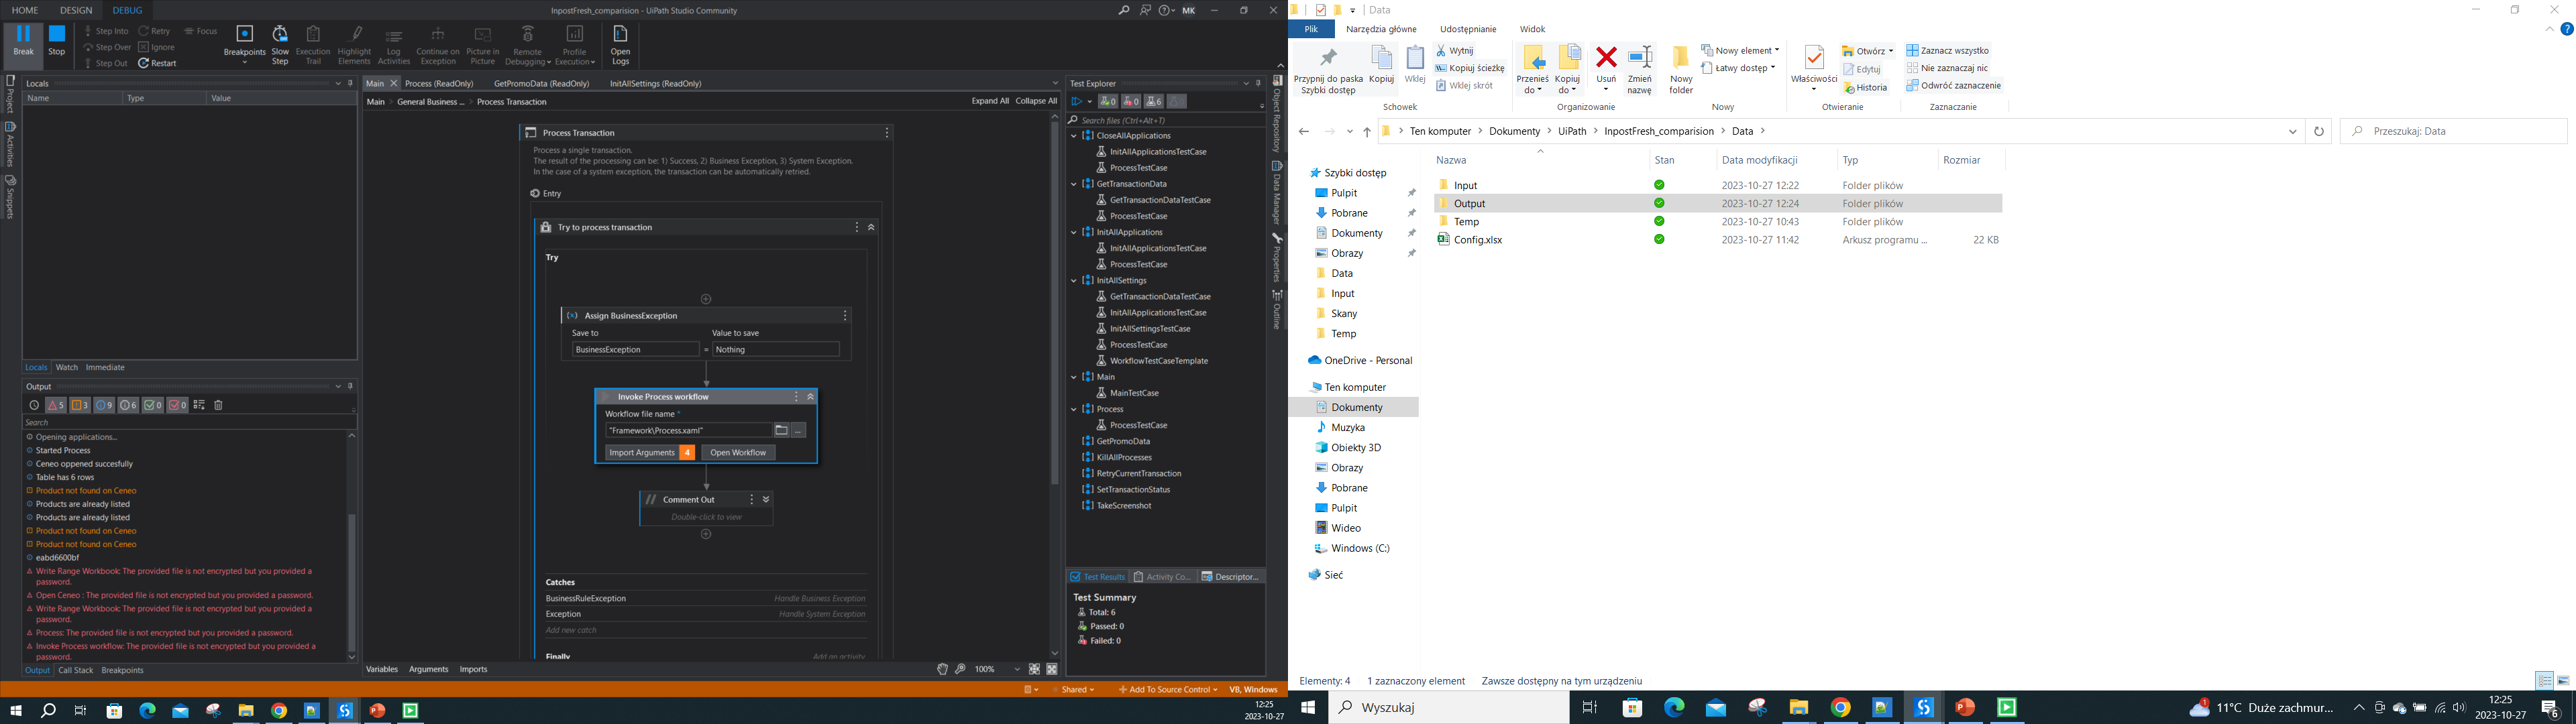 HOME DESIGN DEBUG
InpostFresh_comparision - UiPath Studio Community
MK
Break
Stop
Step Into
Step Over
Step Out
Retry
Ignore
Restart
Focus
Breakpoints
Slow Step
Execution Trail
Highlight Elements
Log Activities
Continue on Exception
Picture in Picture
Remote Debugging
Profile Execution
Open Logs
Project
Activities
Snippets
Locals
Name Type Value
Locals Watch Immediate
Output
5 3 9 6 0 0
Search
Opening applications...
Started Process
Ceneo oppened succesfully
Table has 6 rows
Product not found on Ceneo
Products are already listed
Products are already listed
Product not found on Ceneo
Product not found on Ceneo
eabd6600bf
Write Range Workbook: The provided file is not encrypted but you provided a
password.
Open Ceneo : The provided file is not encrypted but you provided a password.
Write Range Workbook: The provided file is not encrypted but you provided a
password.
Process: The provided file is not encrypted but you provided a password.
Invoke Process workflow: The provided file is not encrypted but you provided a
password.
Output Call Stack Breakpoints
Main Process (ReadOnly) GetPromoData (ReadOnly) InitAllSettings (ReadOnly)
Main > General Business ... > Process Transaction
Expand All Collapse All
Process Transaction
Process a single transaction.
The result of the processing can be: 1) Success, 2) Business Exception, 3) System Exception.
In the case of a system exception, the transaction can be automatically retried.
Entry
Try to process transaction
Try
Assign BusinessException
Save to Value to save
BusinessException = Nothing
Invoke Process workflow
Workflow file name *
"Framework\Process.xaml"
...
Import Arguments 4 Open Workflow
Comment Out
Double-click to view
Catches
BusinessRuleException Handle Business Exception
Exception Handle System Exception
Add new catch
Finally Add an activity
Variables Arguments Imports
100%
Test Explorer
0 0 6
Search files (Ctrl+Alt+T)
CloseAllApplications
InitAllApplicationsTestCase
ProcessTestCase
GetTransactionData
GetTransactionDataTestCase
ProcessTestCase
InitAllApplications
InitAllApplicationsTestCase
ProcessTestCase
InitAllSettings
GetTransactionDataTestCase
InitAllApplicationsTestCase
InitAllSettingsTestCase
ProcessTestCase
WorkflowTestCaseTemplate
Main
MainTestCase
Process
ProcessTestCase
GetPromoData
KillAllProcesses
RetryCurrentTransaction
SetTransactionStatus
TakeScreenshot
Test Results Activity Co... Descriptor...
Test Summary
Total: 6
Passed: 0
Failed: 0
Object Repository
Data Manager
Properties
Outline
Shared
Add To Source Control
VB, Windows
12:25
2023-10-27
Data
Plik Narzędzia główne Udostępnianie Widok
Przypnij do paska Szybki dostęp
Kopiuj
Wklej
Wytnij
Kopiuj ścieżkę
Wklej skrót
Schowek
Przenieś do
Kopiuj do
Usuń
Zmień nazwę
Organizowanie
Nowy folder
Nowy element
Łatwy dostęp
Nowy
Właściwości
Otwórz
Edytuj
Historia
Otwieranie
Zaznacz wszystko
Nie zaznaczaj nic
Odwróć zaznaczenie
Zaznaczanie
Ten komputer > Dokumenty > UiPath > InpostFresh_comparision > Data >
Przeszukaj: Data
Szybki dostęp
Pulpit
Pobrane
Dokumenty
Obrazy
Data
Input
Skany
Temp
OneDrive - Personal
Ten komputer
Dokumenty
Muzyka
Obiekty 3D
Obrazy
Pobrane
Pulpit
Wideo
Windows (C:)
Sieć
Nazwa Stan Data modyfikacji Typ Rozmiar
Input 2023-10-27 12:22 Folder plików
Output 2023-10-27 12:24 Folder plików
Temp 2023-10-27 10:43 Folder plików
Config.xlsx 2023-10-27 11:42 Arkusz programu ... 22 KB
Elementy: 4 1 zaznaczony element Zawsze dostępny na tym urządzeniu
Wyszukaj
1
11°C Duże zachmur...
12:25
2023-10-27
6